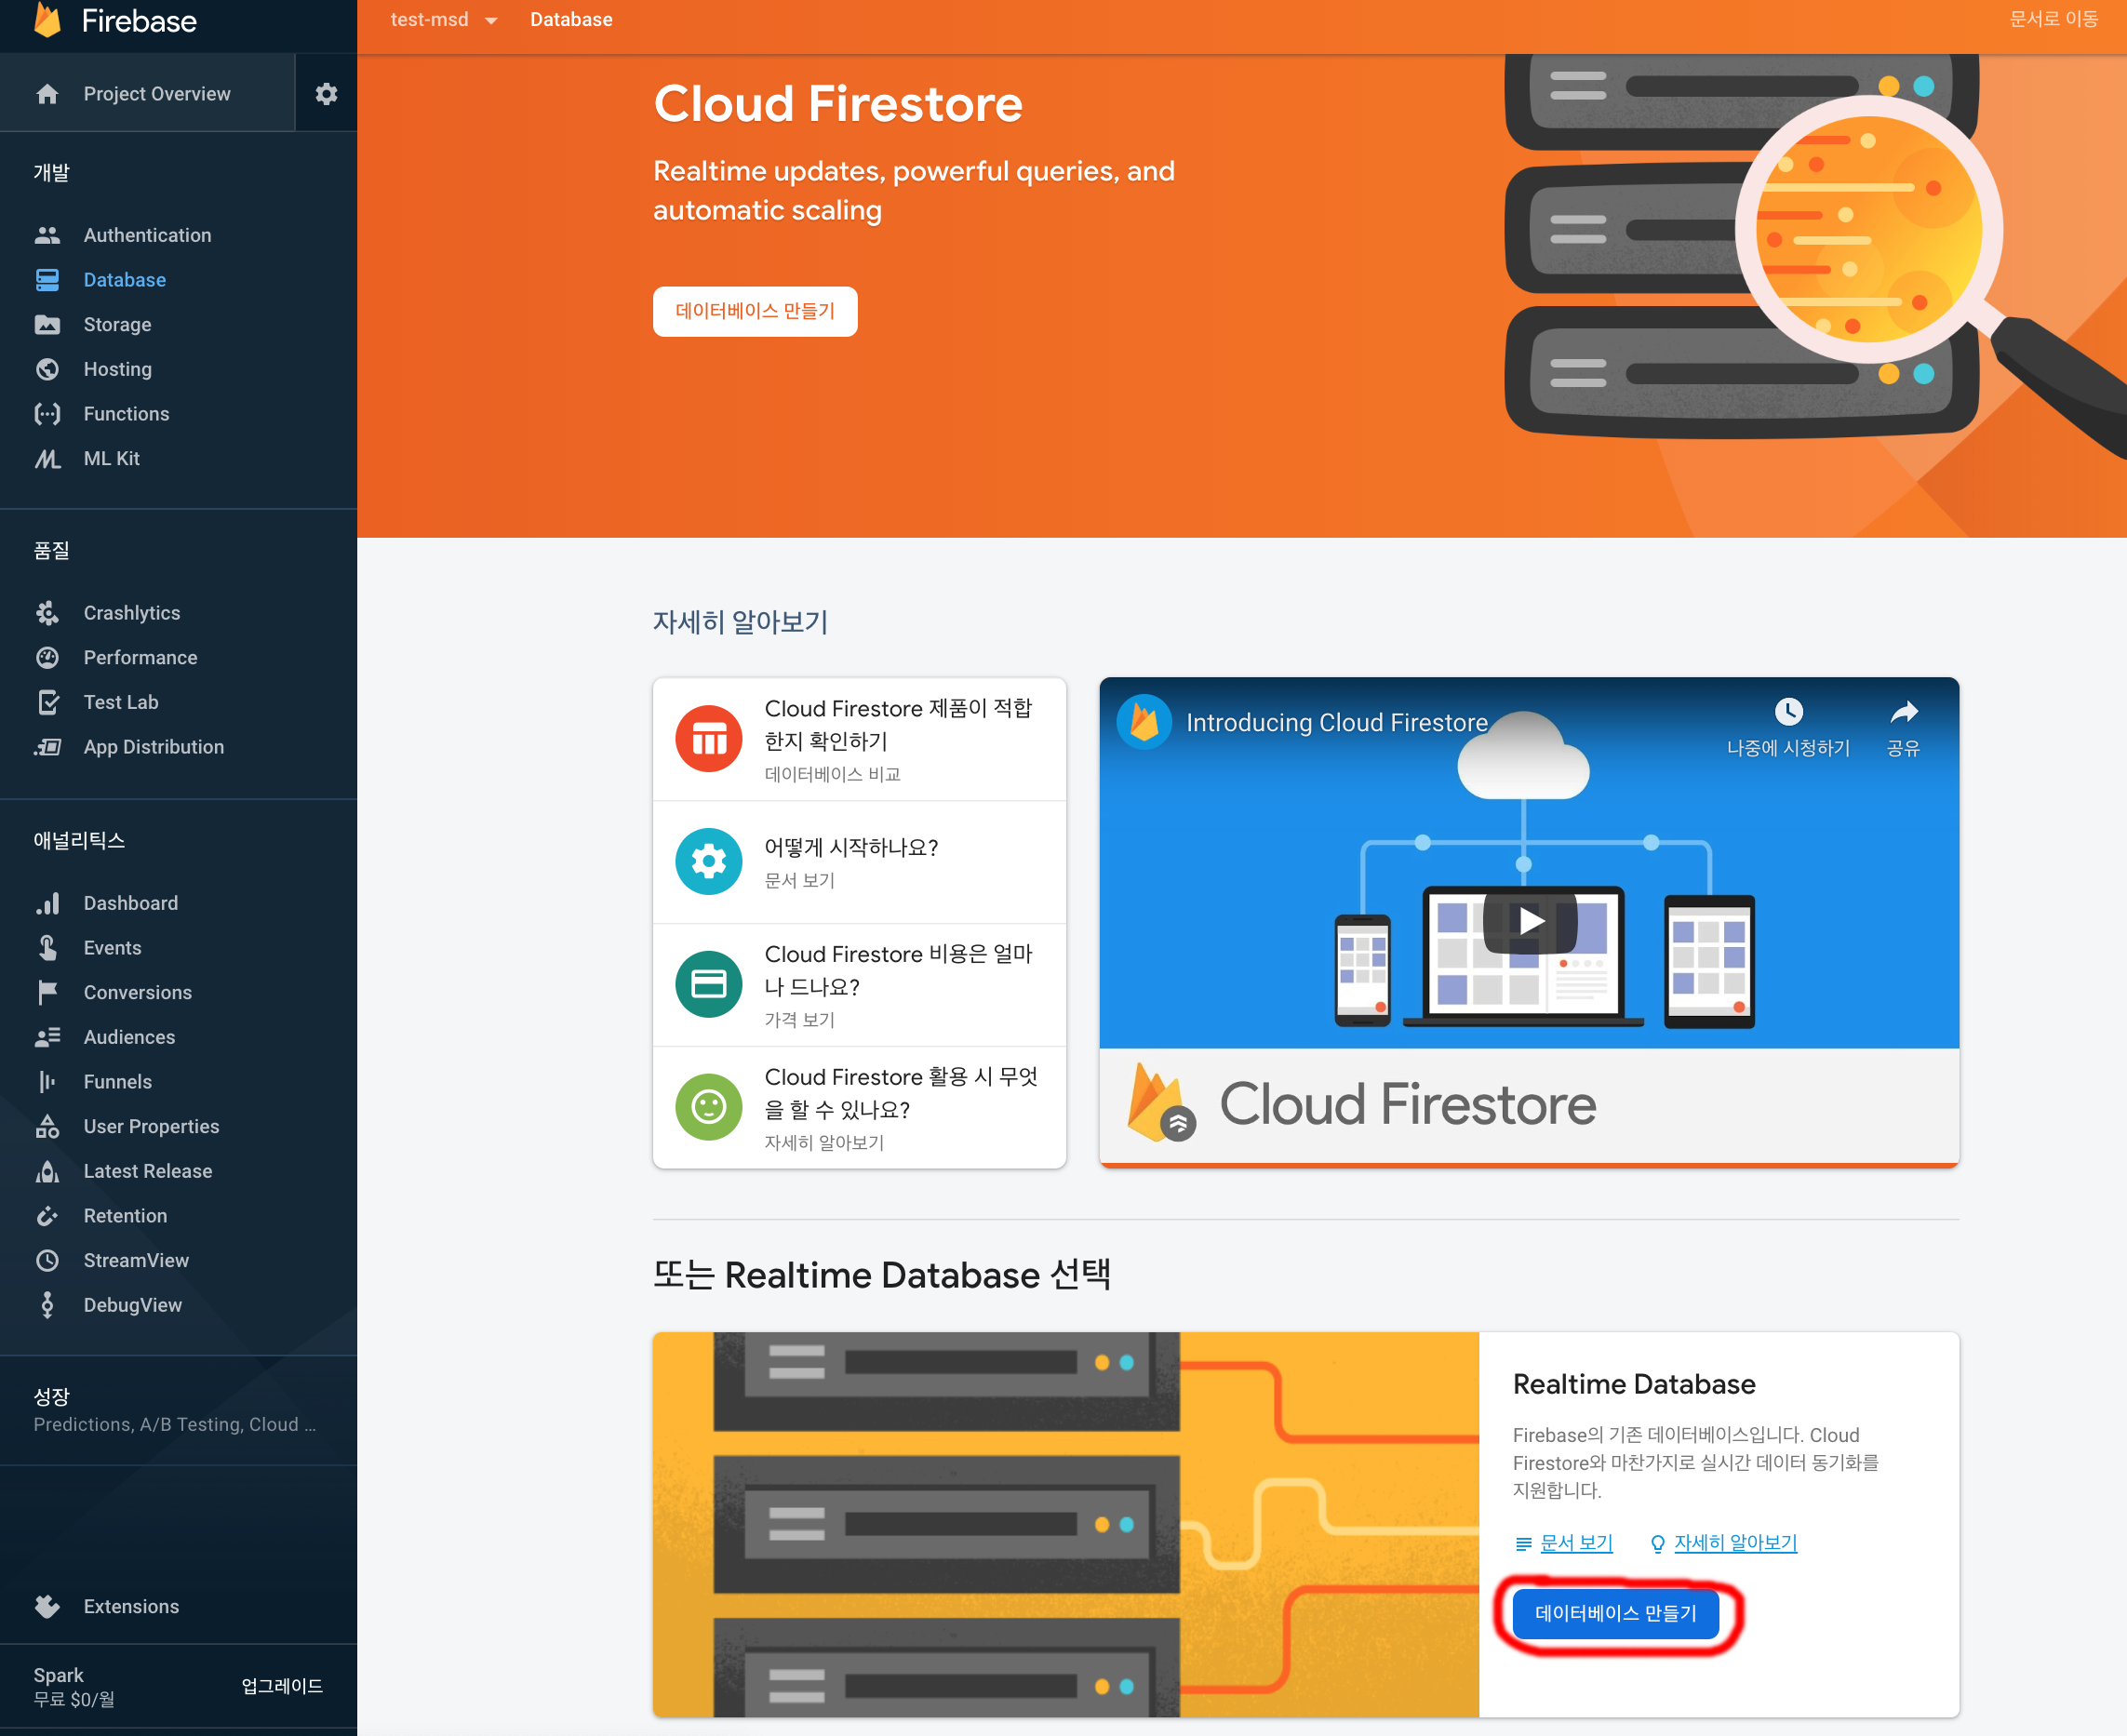 Firebase
Project Overview
개발
Authentication
Database
Storage
Hosting
Functions
ML Kit
품질
Crashlytics
Performance
Test Lab
App Distribution
애널리틱스
Dashboard
Events
Conversions
Audiences
Funnels
User Properties
Latest Release
Retention
StreamView
DebugView
성장
Predictions, A/B Testing, Cloud ...
Extensions
Spark
무료 $0/월
업그레이드
test-msd
Database
문서로 이동
Cloud Firestore
Realtime updates, powerful queries, and
automatic scaling
데이터베이스 만들기
자세히 알아보기
Cloud Firestore 제품이 적합
한지 확인하기
데이터베이스 비교
어떻게 시작하나요?
문서 보기
Cloud Firestore 비용은 얼마
나 드나요?
가격 보기
Cloud Firestore 활용 시 무엇
을 할 수 있나요?
자세히 알아보기
Introducing Cloud Firestore
나중에 시청하기
공유
Cloud Firestore
또는 Realtime Database 선택
Realtime Database
Firebase의 기존 데이터베이스입니다. Cloud
Firestore와 마찬가지로 실시간 데이터 동기화를
지원합니다.
문서 보기
자세히 알아보기
데이터베이스 만들기